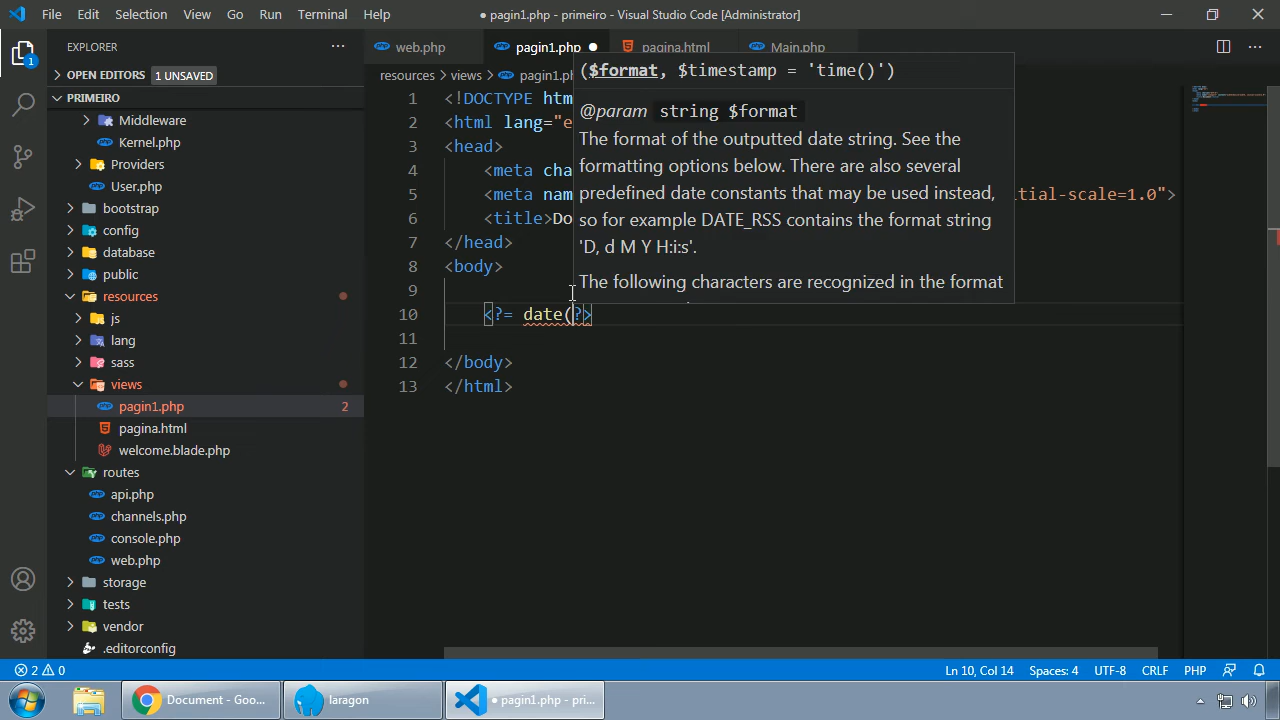 File Edit Selection View Go Run Terminal Help
● pagin1.php - primeiro - Visual Studio Code [Administrator]
EXPLORER
OPEN EDITORS 1 UNSAVED
PRIMEIRO
Middleware
Kernel.php
Providers
User.php
bootstrap
config
database
public
resources
js
lang
sass
views
pagin1.php 2
pagina.html
welcome.blade.php
routes
api.php
channels.php
console.php
web.php
storage
tests
vendor
.editorconfig
web.php pagin1.php ● pagina.html Main.php
resources > views > pagin1.php
($format, $timestamp = 'time()')
@param string $format
The format of the outputted date string. See the
formatting options below. There are also several
predefined date constants that may be used instead,
so for example DATE_RSS contains the format string
'D, d M Y H:i:s'.
The following characters are recognized in the format
1 <!DOCTYPE htm
2 <html lang="e
3 <head>
4 <meta cha
5 <meta nam itial-scale=1.0">
6 <title>Do
7 </head>
8 <body>
9
10 <?= date(?>
11
12 </body>
13 </html>
2 0
Ln 10, Col 14 Spaces: 4 UTF-8 CRLF PHP
Document - Goo...
laragon
● pagin1.php - pri...
1